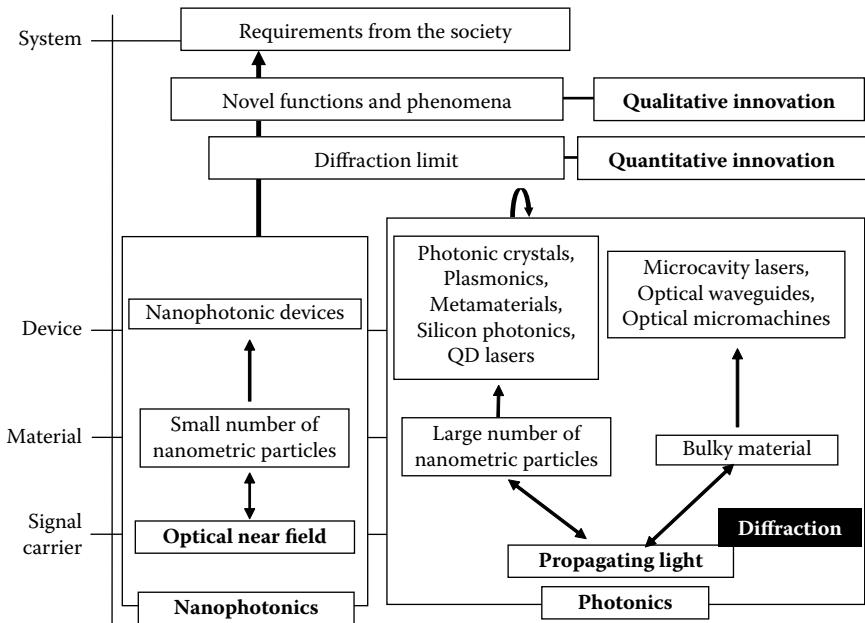 System
Requirements from the society
Novel functions and phenomena
Qualitative innovation
Diffraction limit
Quantitative innovation
Device
Nanophotonic devices
Photonic crystals,
Plasmonics,
Metamaterials,
Silicon photonics,
QD lasers
Microcavity lasers,
Optical waveguides,
Optical micromachines
Material
Small number of
nanometric particles
Large number of
nanometric particles
Bulky material
Signal
carrier
Optical near field
Diffraction
Propagating light
Nanophotonics
Photonics